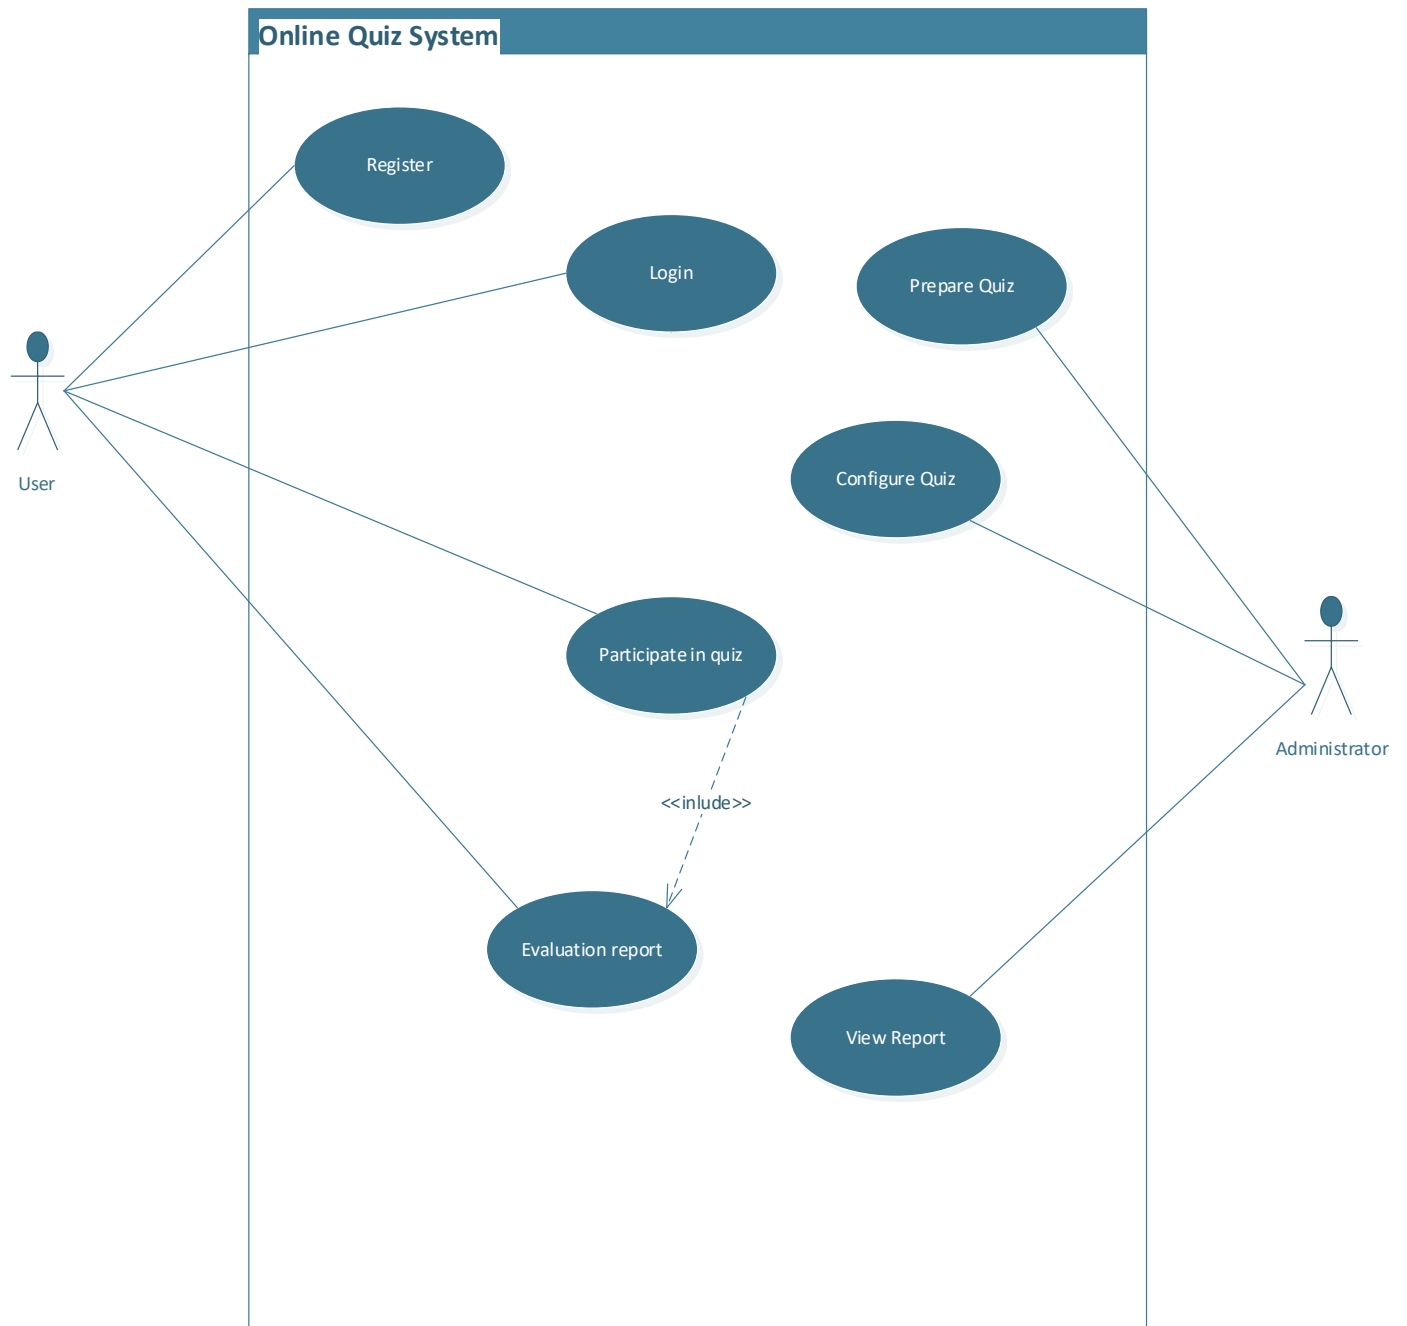 Online Quiz System
Register
Login
Prepare Quiz
Configure Quiz
User
Participate in quiz
Administrator
<<inlude>>
Evaluation report
View Report